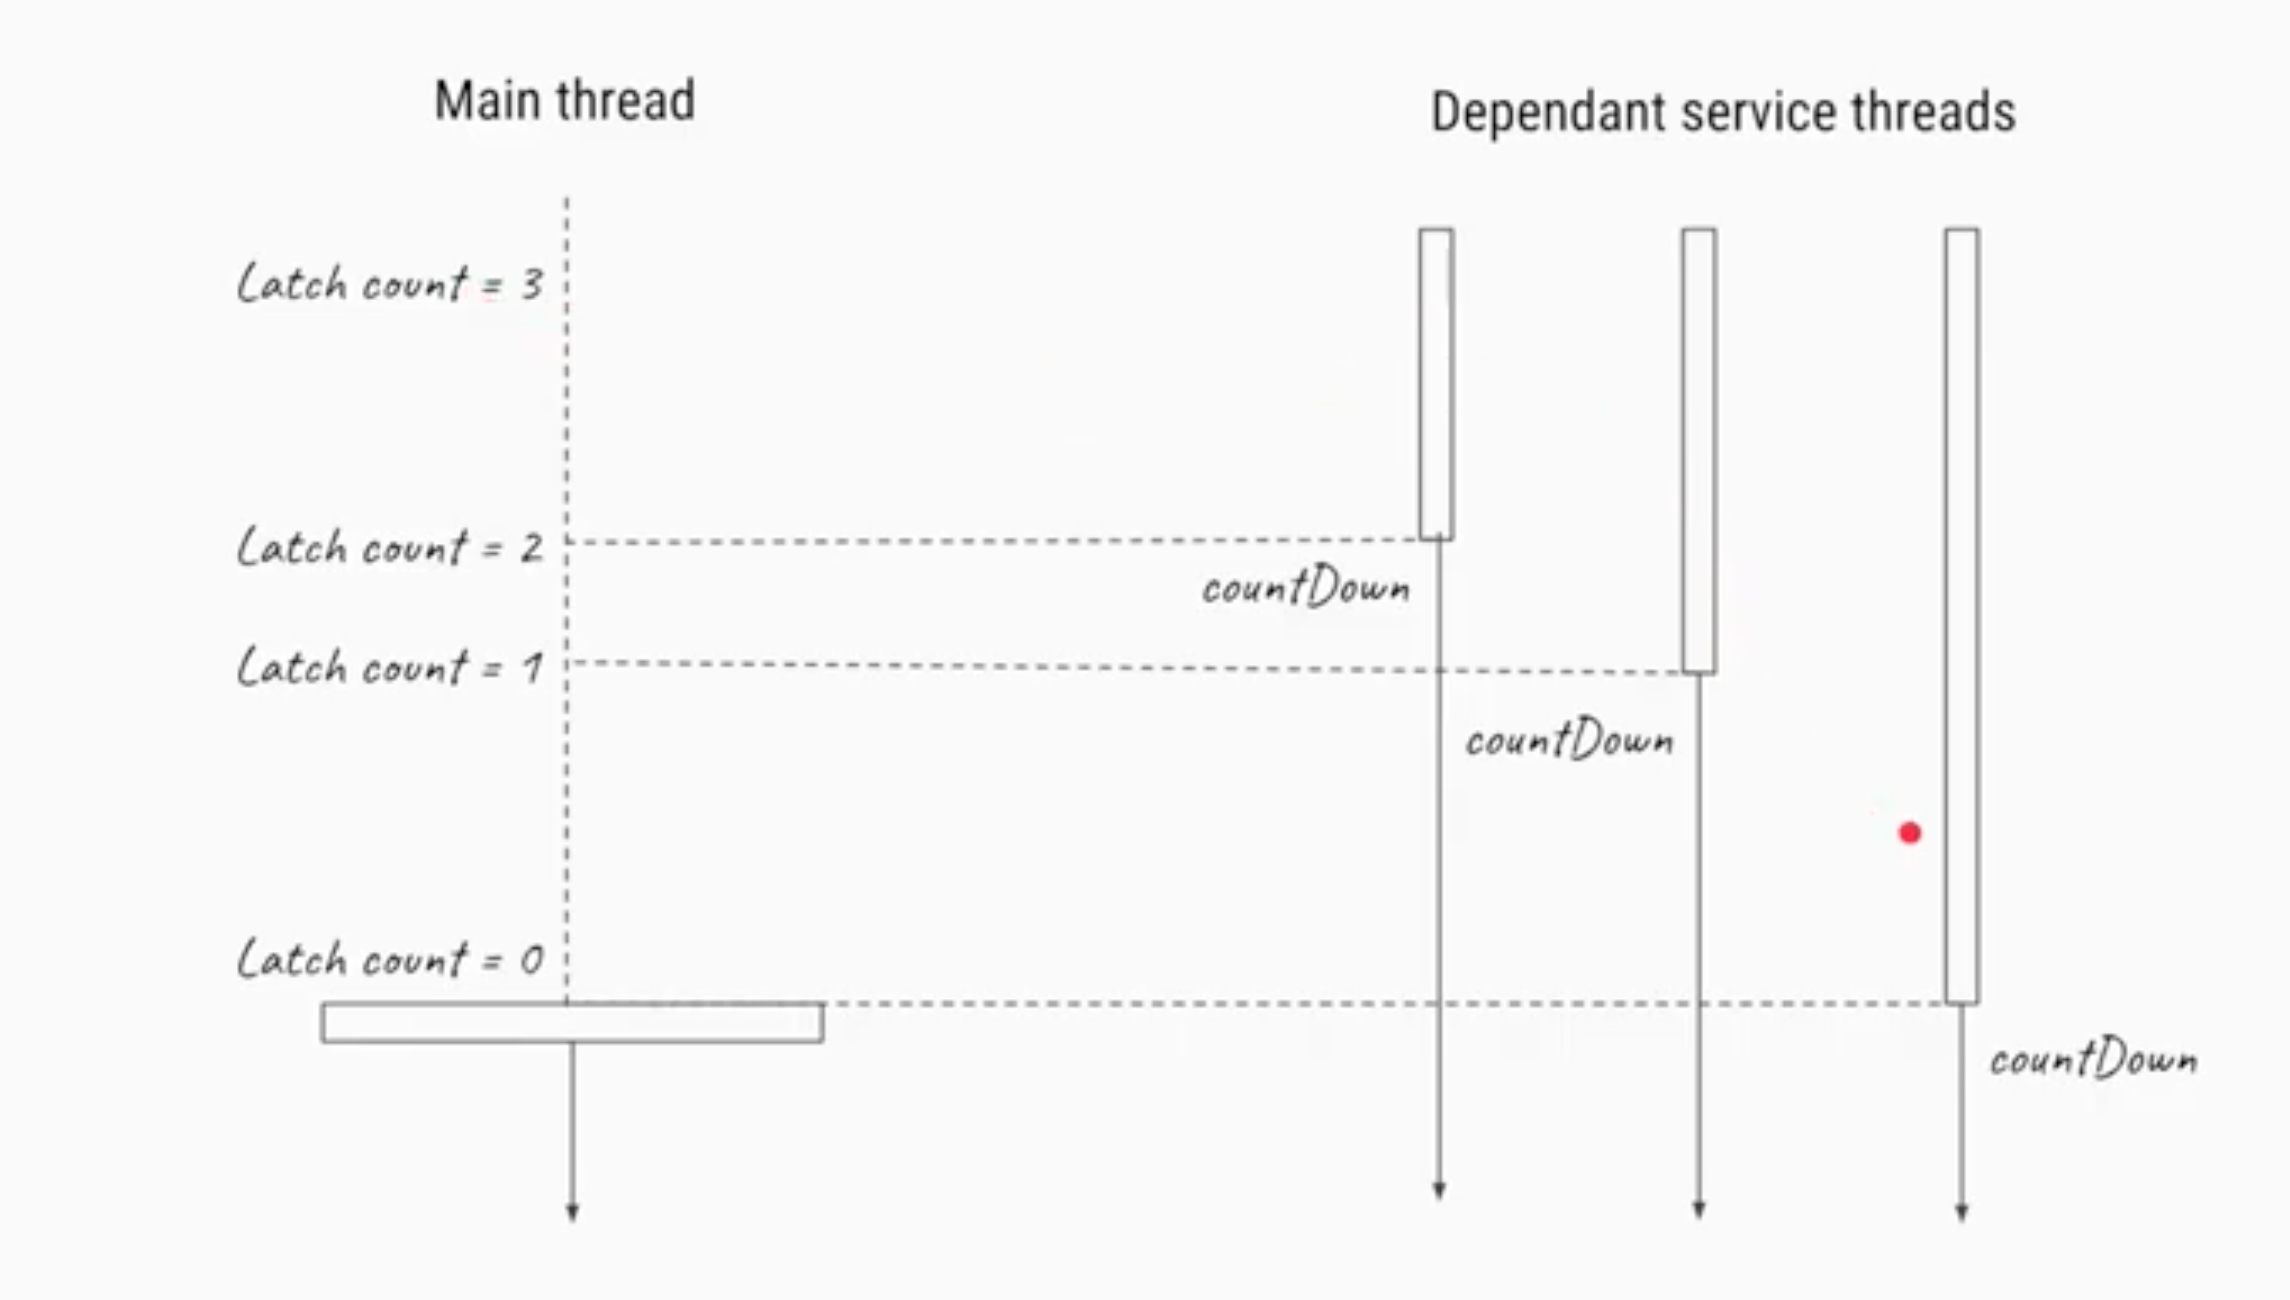 Main thread
Dependant service threads
Latch count = 3
Latch count = 2
countDown
Latch count = 1
countDown
Latch count = 0
countDown